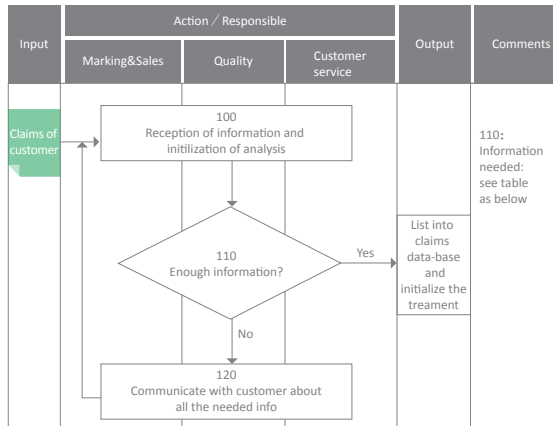 Input
Action / Responsible
Output
Comments
Marking&Sales
Quality
Customer
service
Claims of
customer
100
Reception of information and
initilization of analysis
110:
Information
needed:
see table
as below
110
Enough information?
Yes
List into
claims
data-base
and
initialize the
treament
No
120
Communicate with customer about
all the needed info